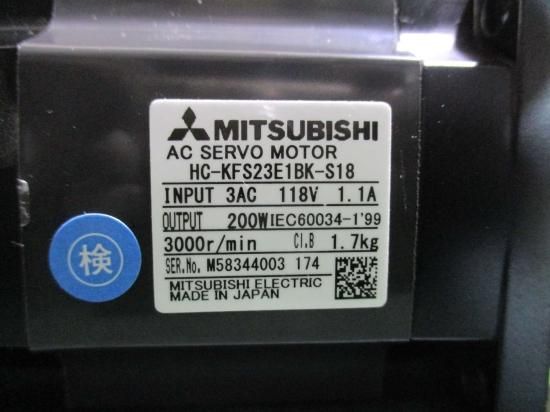 MITSUBISHI
AC SERVO MOTOR
HC-KFS23E1BK-S18
INPUT 3AC 118V 1.1A
OUTPUT 200W IEC60034-1'99
3000r/min CI.B 1.7kg
SER.No. M58344003 174
MITSUBISHI ELECTRIC
MADE IN JAPAN
検